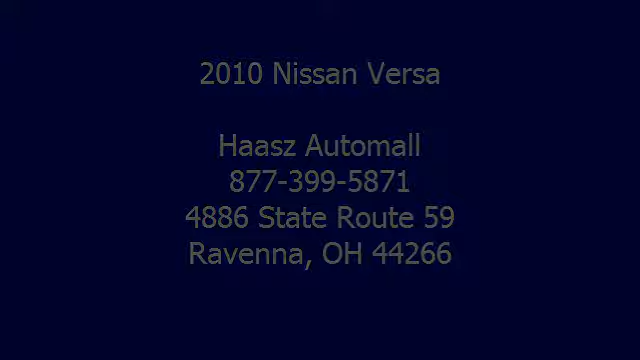 2010 Nissan Versa
Haasz Automall
877-399-5871
4886 State Route 59
Ravenna, OH 44266